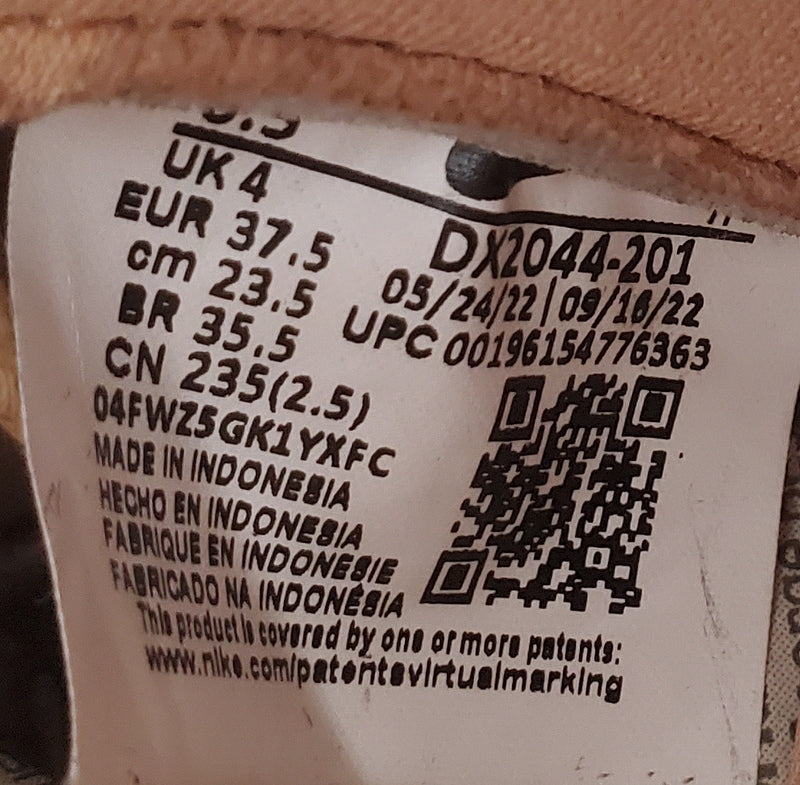 UK 4
EUR 37.5
cm 23.5
BR 35.5
CN 235(2.5)
04FWZ5GK1YXFC
MADE IN INDONESIA
HECHO EN INDONESIA
FABRIQUE EN INDONESIE
FABRICADO NA INDONÉSIA
DX2044-201
05/24/22 | 09/16/22
UPC 00196154776363
This product is covered by one or more patents:
www.nike.com/patentsvirtualmarking